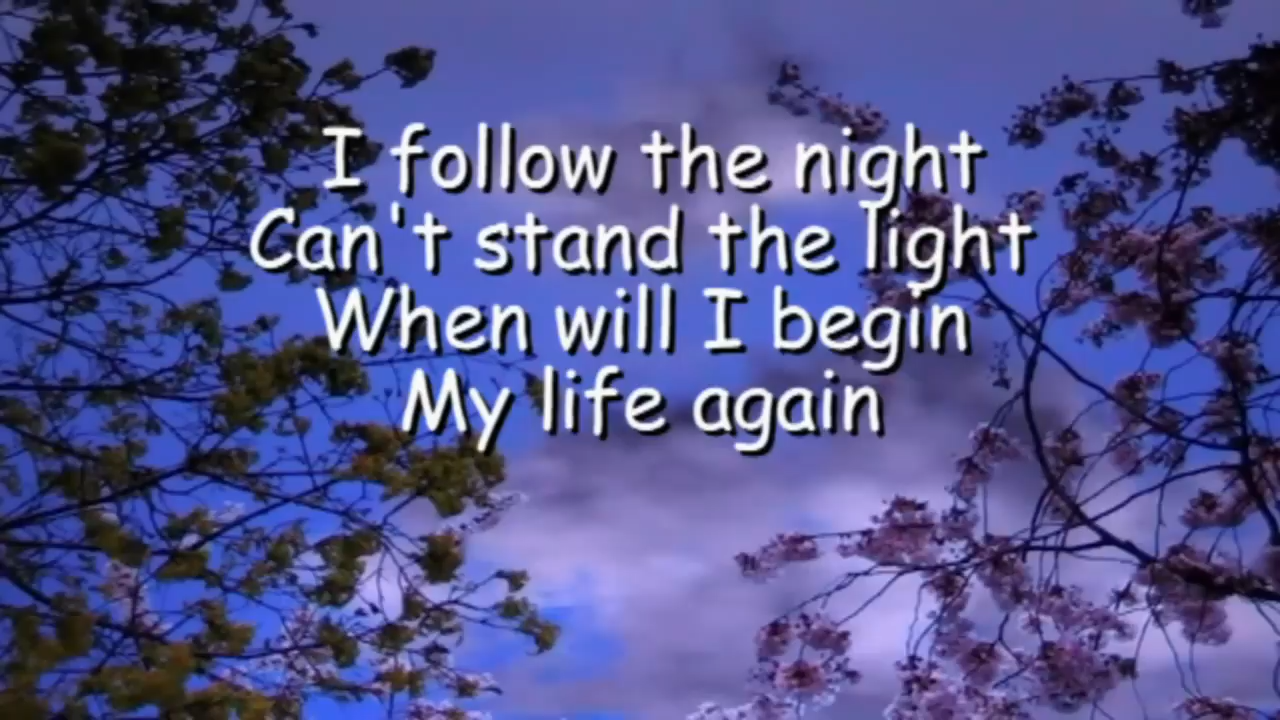 I follow the night
Can't stand the light
When will I begin
My life again